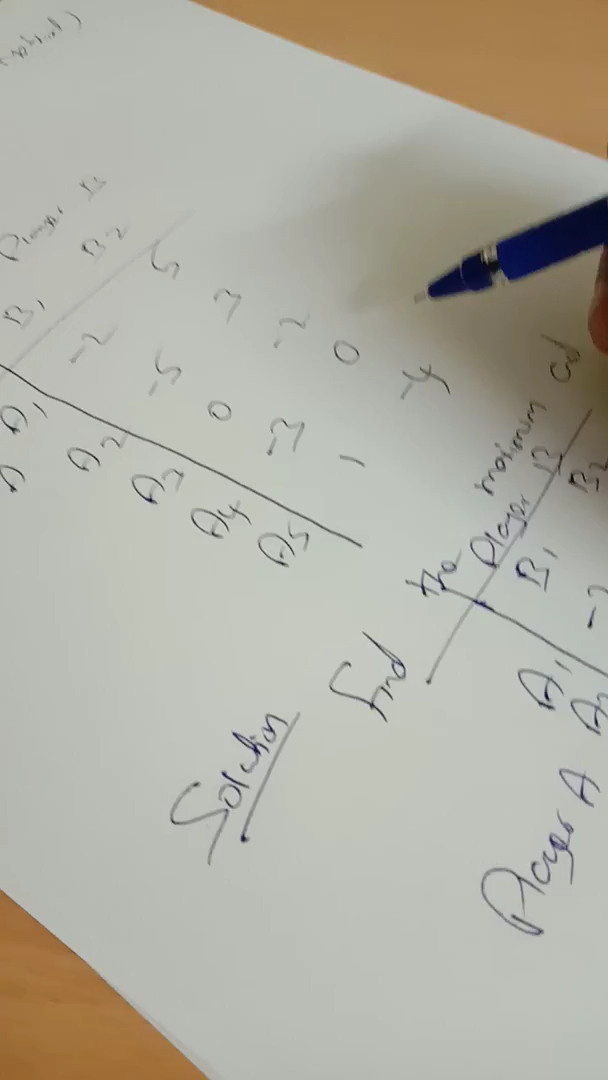 Player B
B1 B2
A1 -2 5
A2 -5 3
A3 0 -2
A4 -3 0
A5 1 -4
Solution
find the maximum ad
Player B
B1 B2
A1 -2
A2
Player A